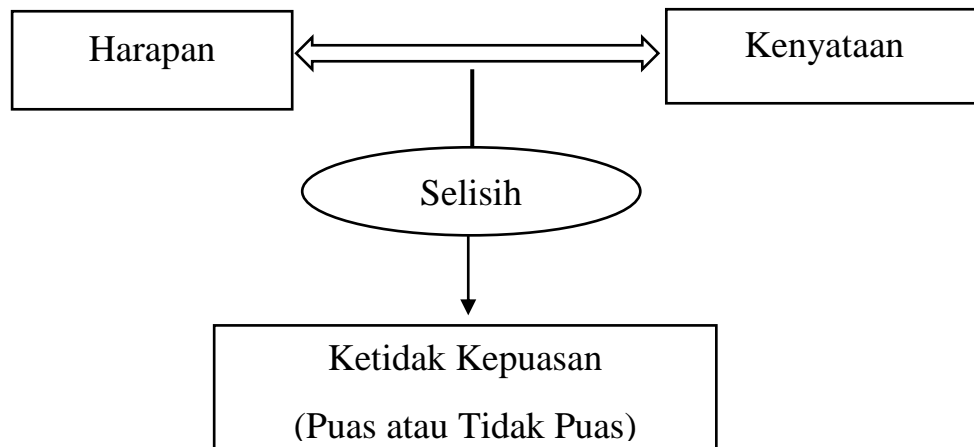 Harapan
Kenyataan
Selisih
Ketidak Kepuasan
(Puas atau Tidak Puas)